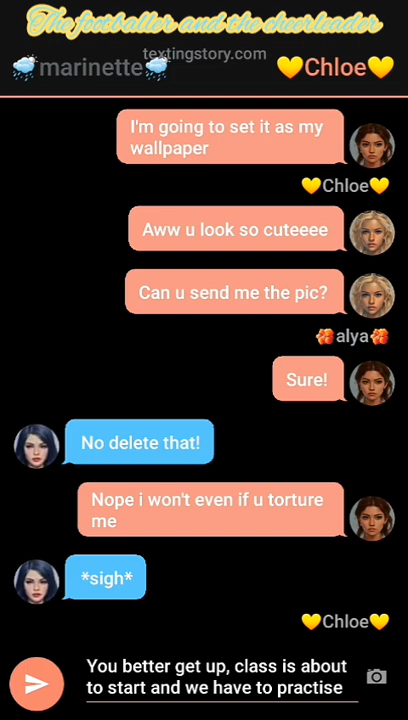 The footballer and the cheerleader
textingstory.com
🌧️marinette🌧️ 💛Chloe💛
I'm going to set it as my
wallpaper
💛Chloe💛
Aww u look so cuteeee
Can u send me the pic?
🎁alya🎁
Sure!
No delete that!
Nope i won't even if u torture
me
*sigh*
💛Chloe💛
You better get up, class is about
to start and we have to practise